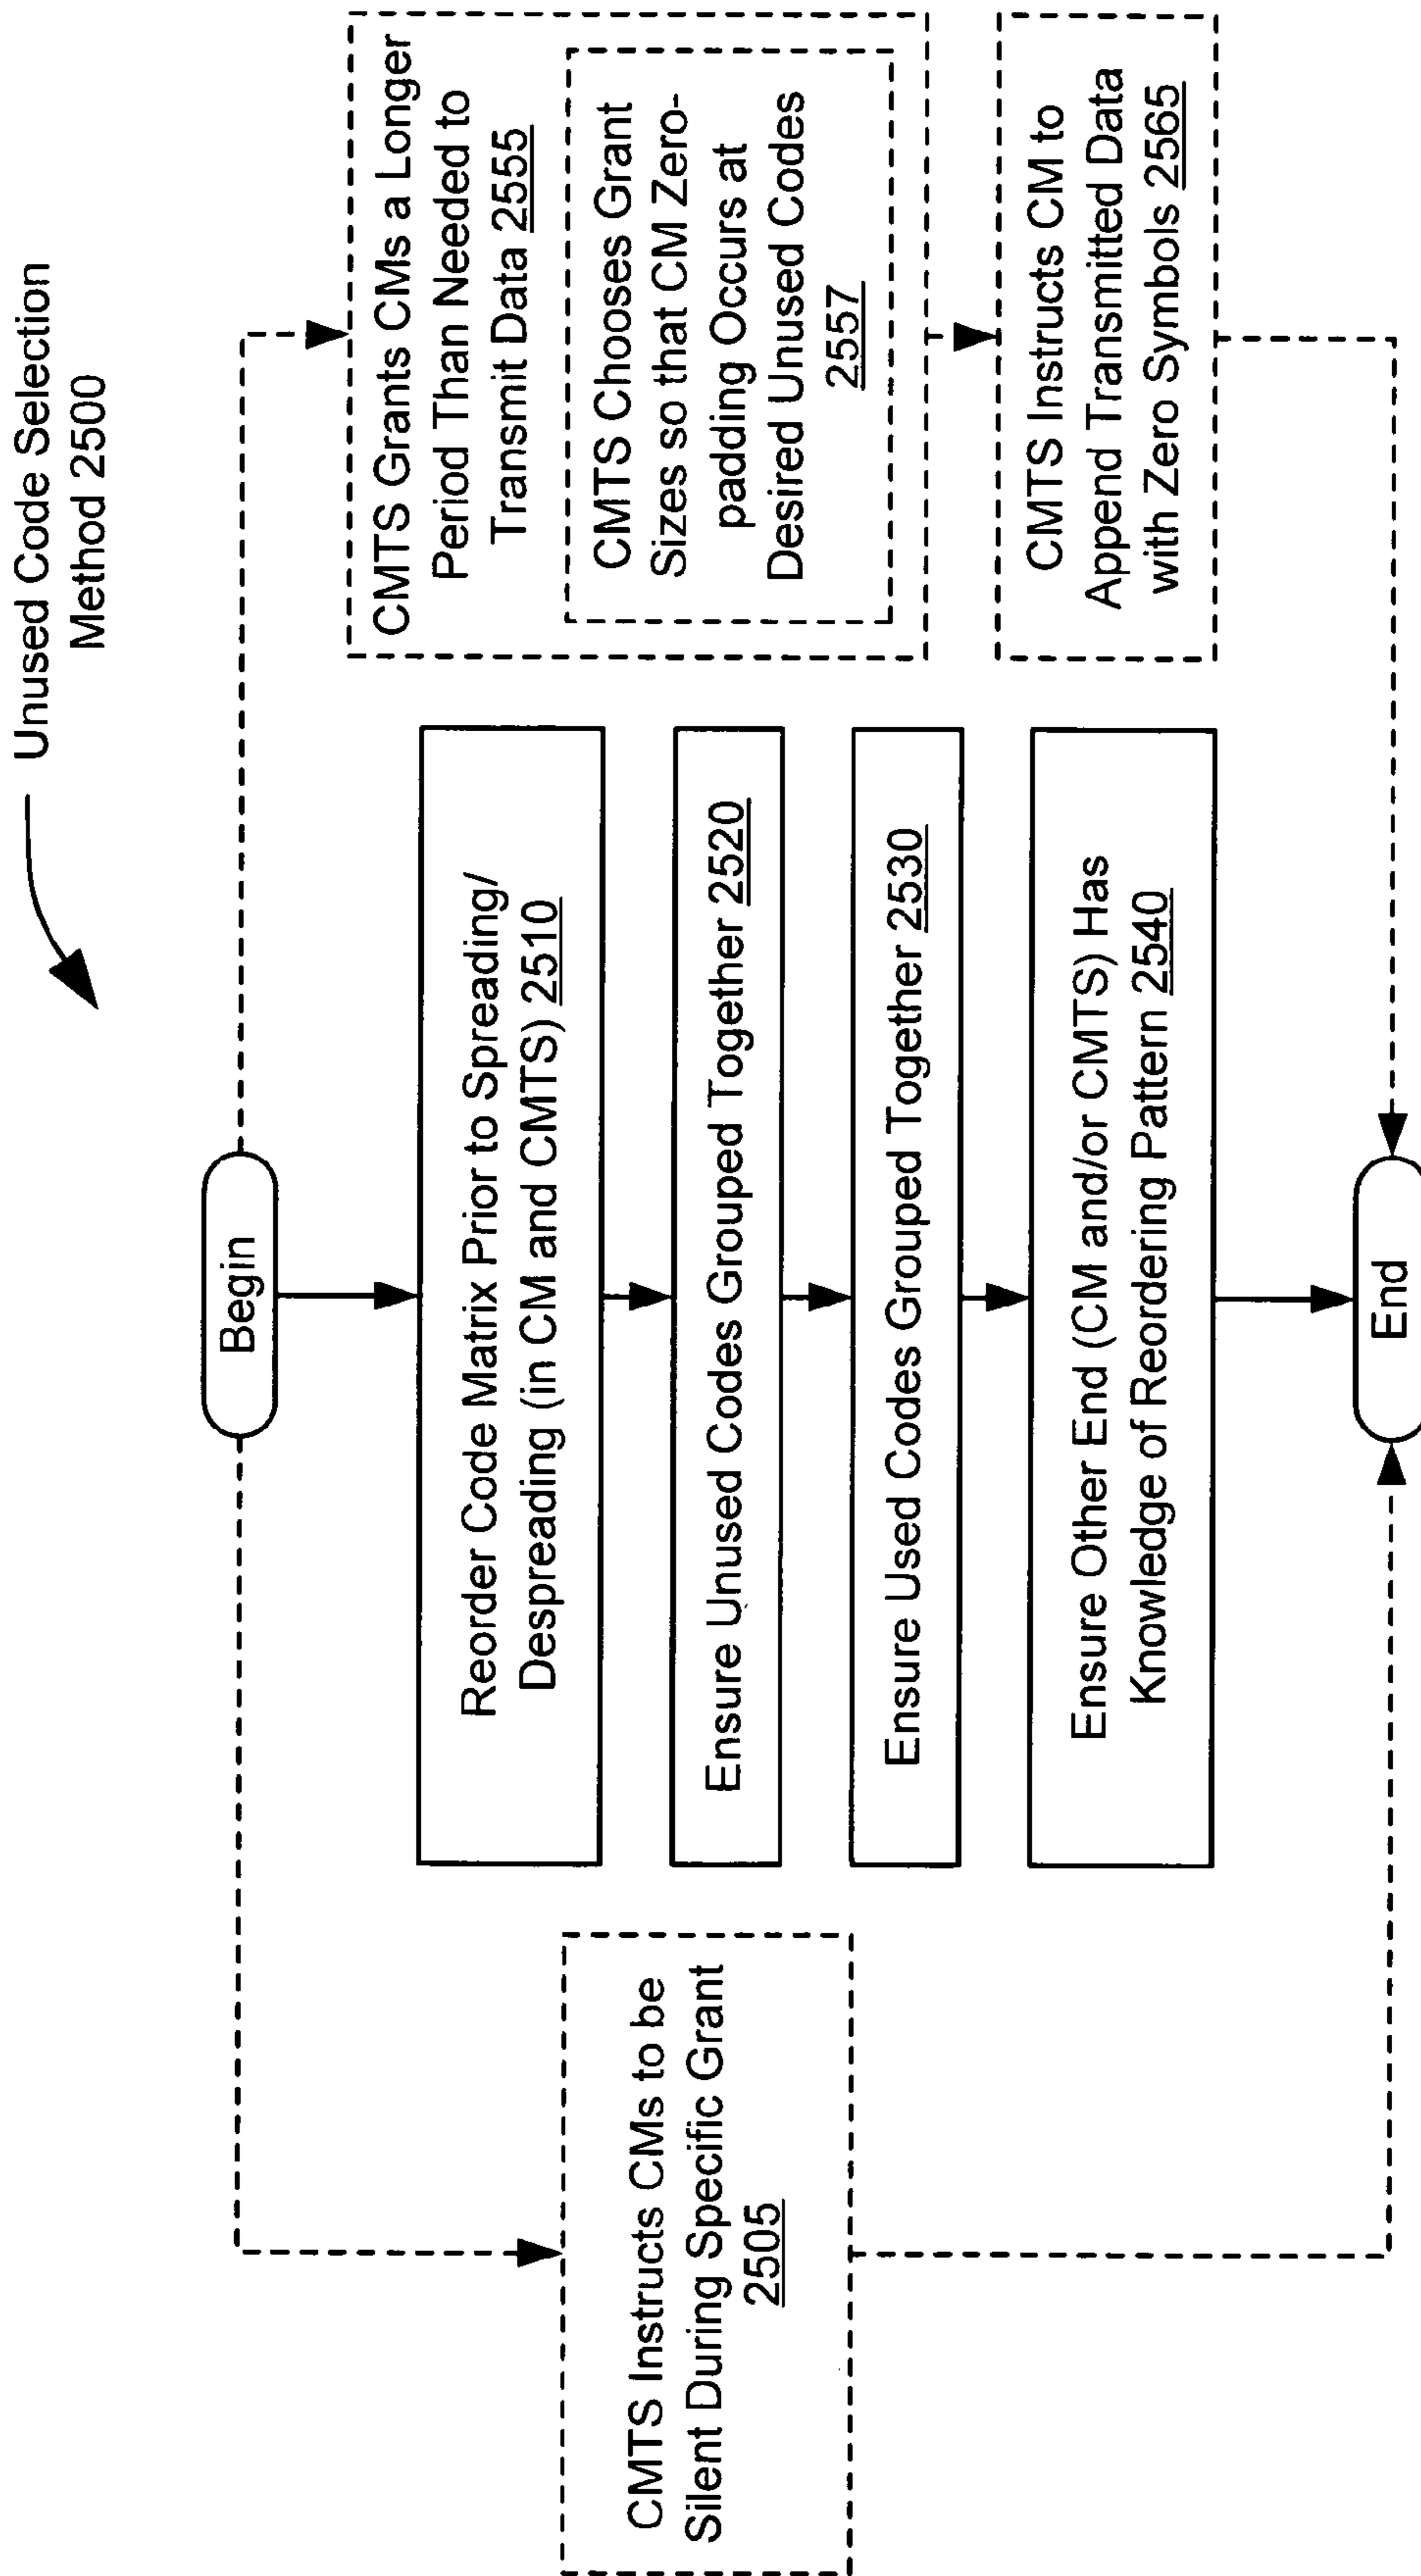 Unused Code Selection
Method 2500
Begin
CMTS Instructs CMs to be
Silent During Specific Grant
2505
Reorder Code Matrix Prior to Spreading/
Despreading (in CM and CMTS) 2510
Ensure Unused Codes Grouped Together 2520
Ensure Used Codes Grouped Together 2530
Ensure Other End (CM and/or CMTS) Has
Knowledge of Reordering Pattern 2540
CMTS Grants CMs a Longer
Period Than Needed to
Transmit Data 2555
CMTS Chooses Grant
Sizes so that CM Zero-
padding Occurs at
Desired Unused Codes
2557
CMTS Instructs CM to
Append Transmitted Data
with Zero Symbols 2565
End